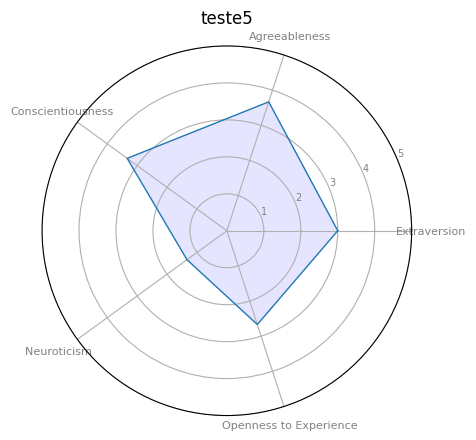 teste5
Agreeableness
Conscientiousness
5
4
3
2
1
Extraversion
Neuroticism
Openness to Experience